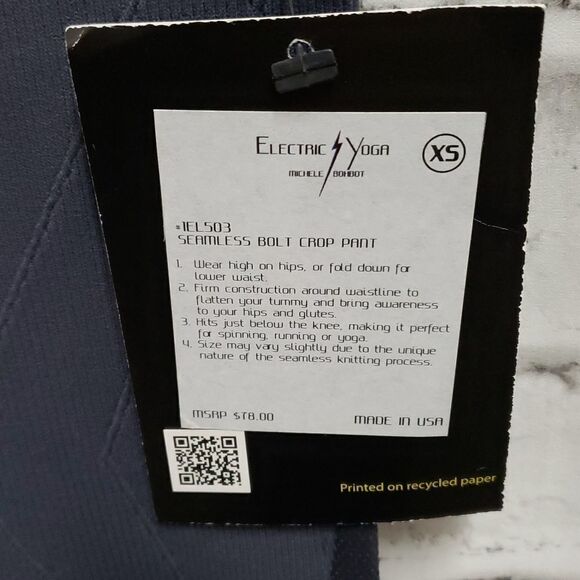 ELECTRIC YOGA
MICHELE BOHBOT
XS
#1EL503
SEAMLESS BOLT CROP PANT
1. Wear high on hips, or fold down for
lower waist.
2. Firm construction around waistline to
flatten your tummy and bring awareness
to your hips and glutes.
3. Hits just below the knee, making it perfect
for spinning, running or yoga.
4. Size may vary slightly due to the unique
nature of the seamless knitting process.
MSRP $78.00 MADE IN USA
Printed on recycled paper